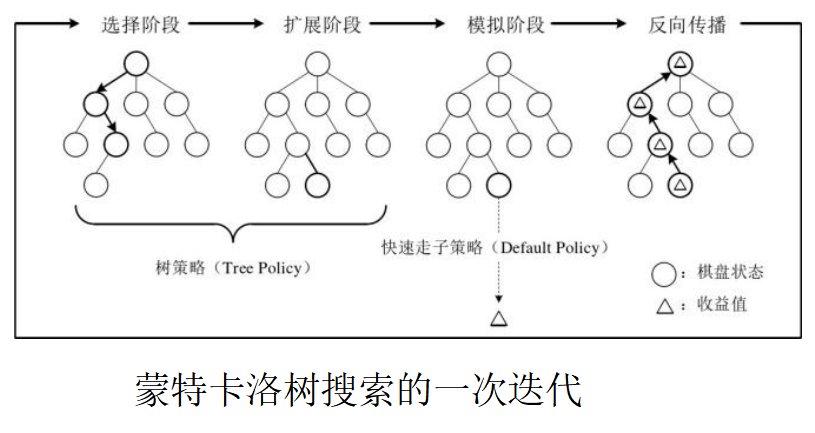 选择阶段 扩展阶段 模拟阶段 反向传播
快速走子策略（Default Policy）
树策略（Tree Policy）
○：棋盘状态
△：收益值
蒙特卡洛树搜索的一次迭代